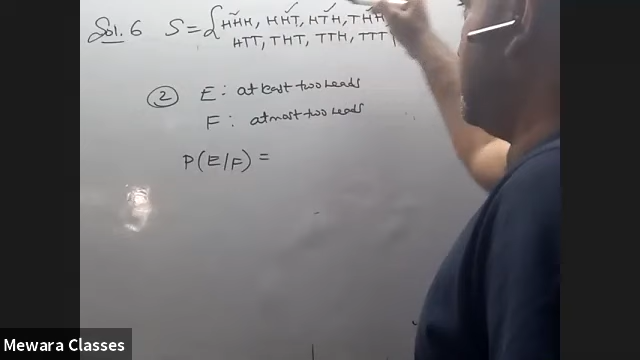 Sol. 6 S = { HHH, HHT, HTH, THH
HTT, THT, TTH, TTT
② E : at least two heads
F : atmost two heads
P(E/F) =
Mewara Classes